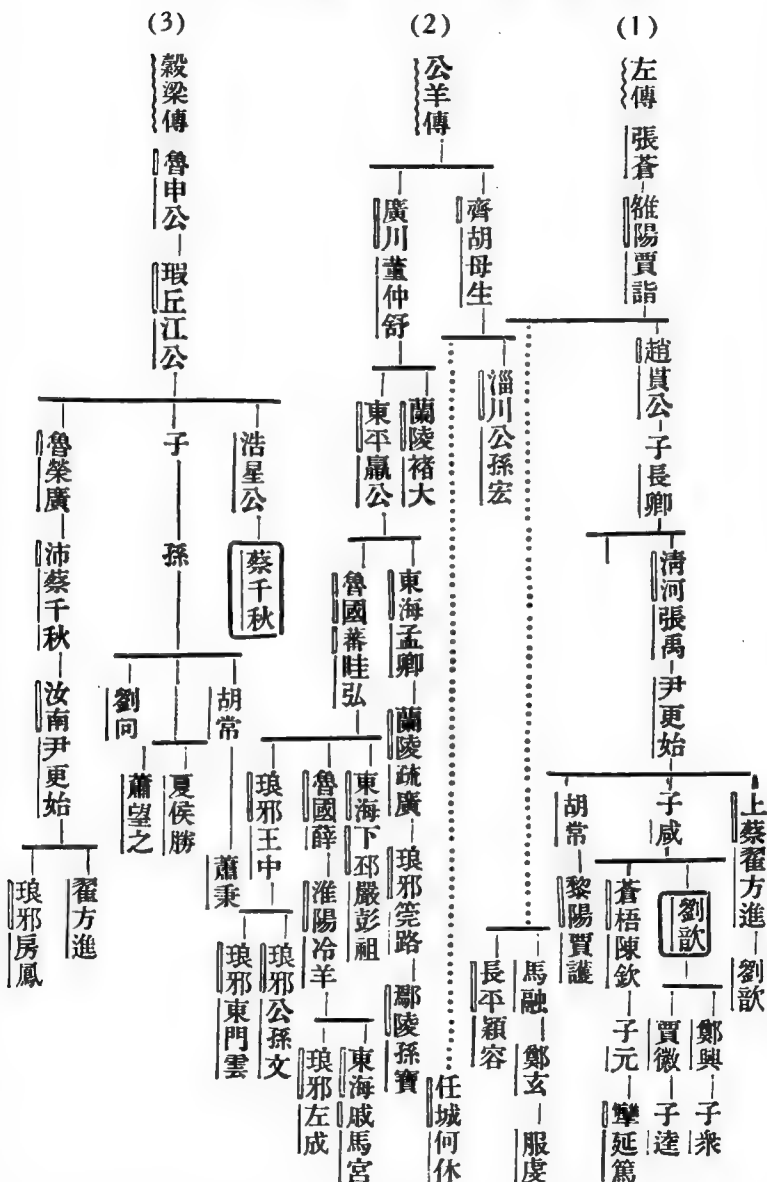 (1)
左傳
張蒼
雒陽賈誼
趙貫公
子長卿
淸河張禹
尹更始
上蔡翟方進
劉歆
子咸
劉歆
鄭興
子衆
賈徽
子逵
蒼梧陳欽
子元
延篤
胡常
黎陽賈護
馬融
鄭玄
服虔
長平穎容
(2)
公羊傳
齊胡母生
淄川公孫宏
任城何休
廣川董仲舒
蘭陵褚大
東平嬴公
東海孟卿
蘭陵疏廣
琅邪筦路
鄢陵孫寶
魯國蕃眭弘
東海下邳嚴彭祖
魯國薛
淮陽冷羊
東海戚馬宮
琅邪左成
琅邪王中
琅邪公孫文
琅邪東門雲
(3)
穀梁傳
魯申公
瑕丘江公
浩星公
蔡千秋
子
孫
胡常
蕭秉
夏侯勝
蕭望之
劉向
魯榮廣
沛蔡千秋
汝南尹更始
翟方進
琅邪房鳳